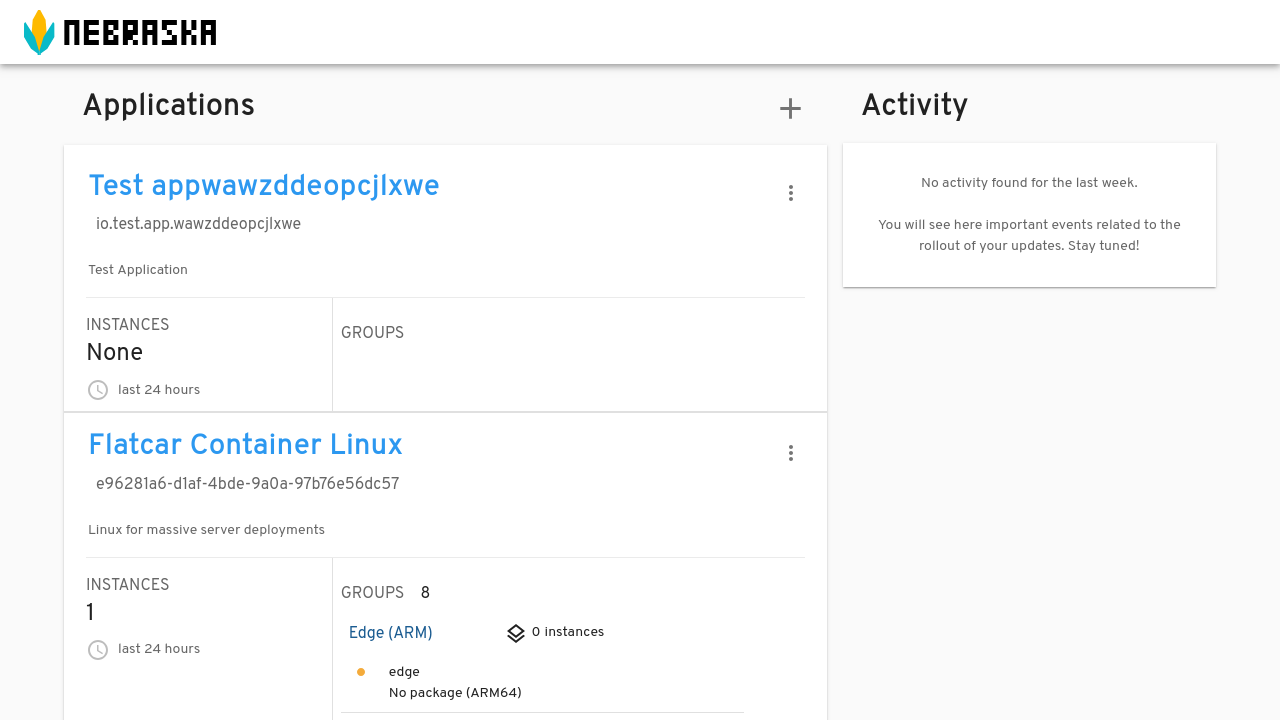 NEBRASKA
Applications
Activity
Test appwawzddeopcjlxwe
io.test.app.wawzddeopcjlxwe
Test Application
INSTANCES
None
last 24 hours
GROUPS
No activity found for the last week.
You will see here important events related to the
rollout of your updates. Stay tuned!
Flatcar Container Linux
e96281a6-d1af-4bde-9a0a-97b76e56dc57
Linux for massive server deployments
INSTANCES
1
last 24 hours
GROUPS 8
Edge (ARM) 0 instances
edge
No package (ARM64)